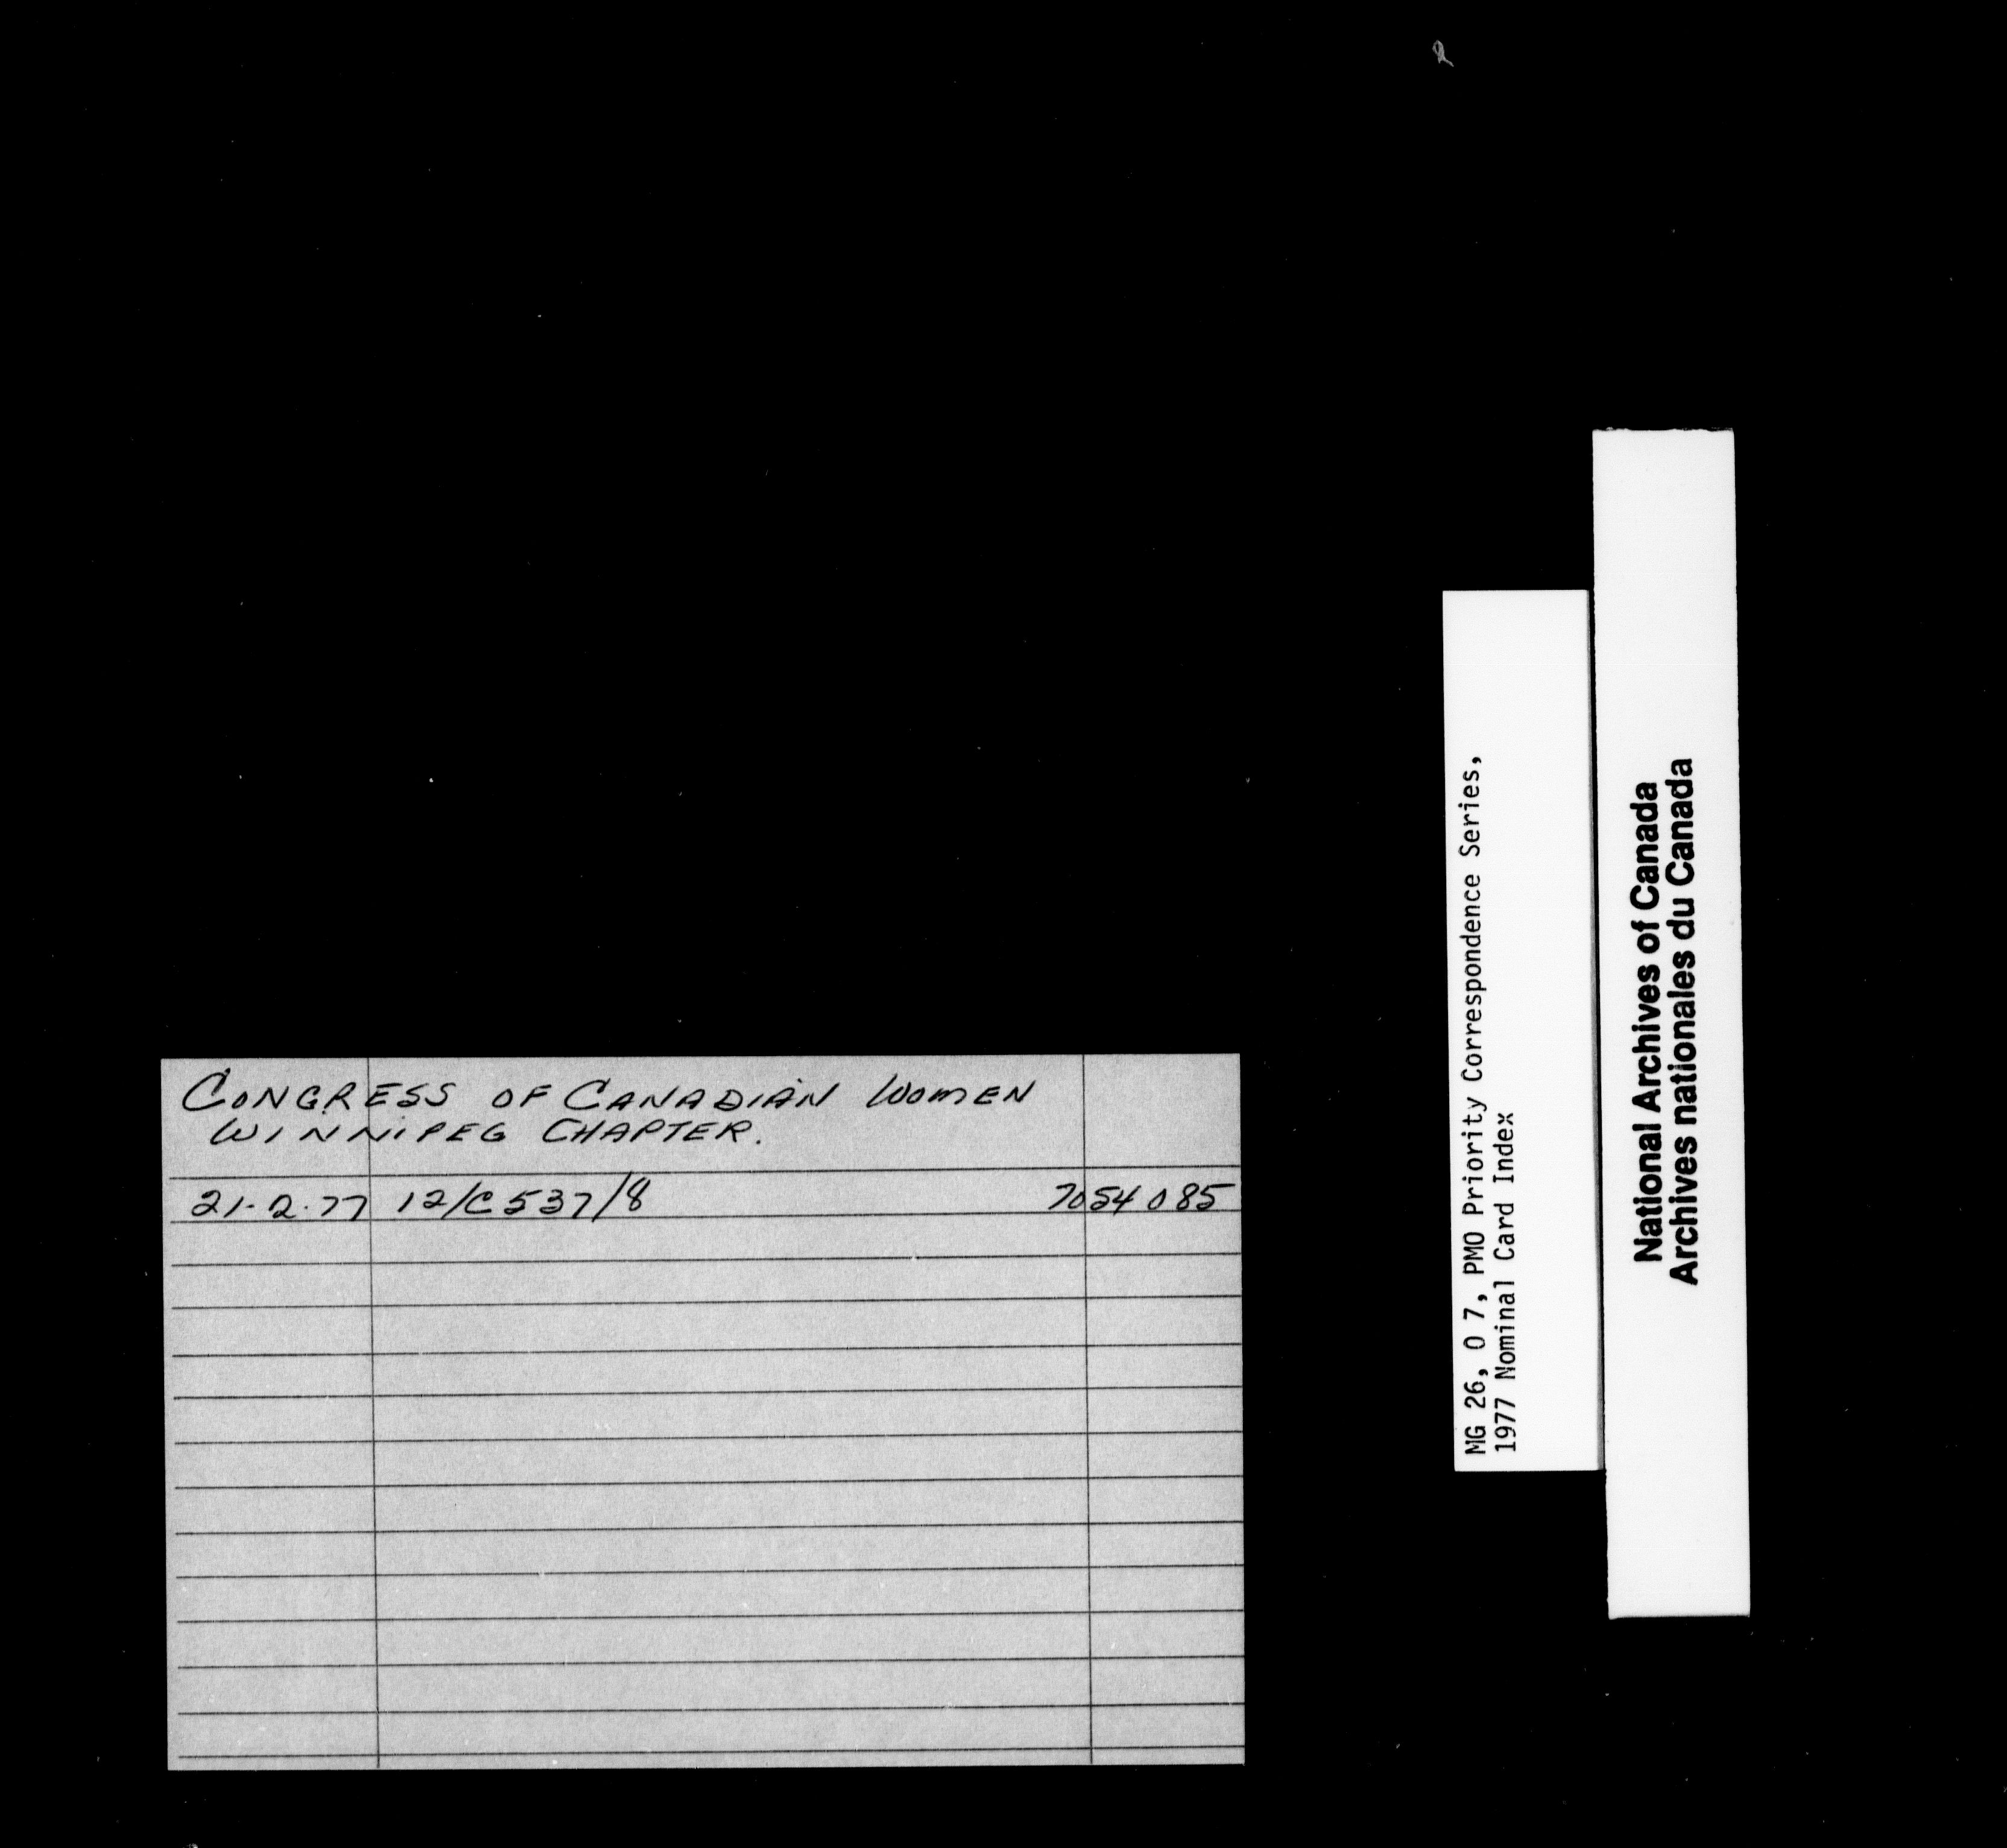 CONGRESS OF CANADIAN WOMEN
WINNIPEG CHAPTER.
21-2-77 12/C537/8 7054085
MG 26, O 7, PMO Priority Correspondence Series,
1977 Nominal Card Index
National Archives of Canada
Archives nationales du Canada